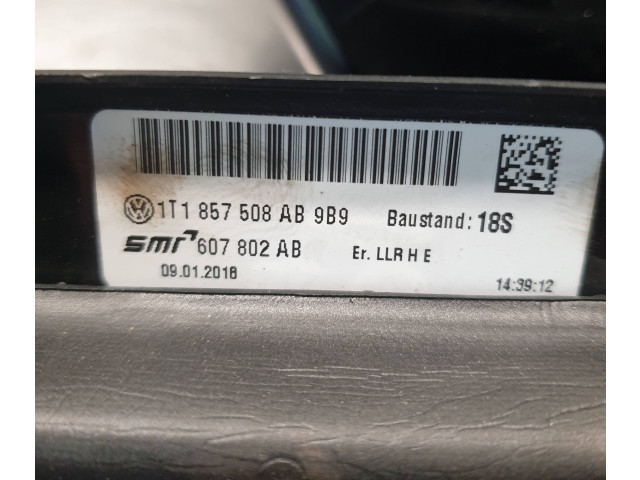 1T1 857 508 AB 9B9 Baustand: 18S
smr 607 802 AB Er. LLR H E
09.01.2018 14:39:12